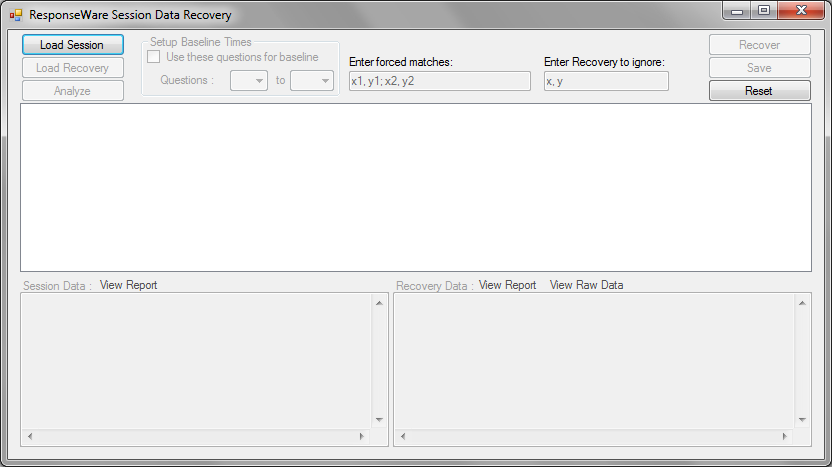 ResponseWare Session Data Recovery
Load Session
Load Recovery
Analyze
Setup Baseline Times
Use these questions for baseline
Questions :
to
Enter forced matches:
x1, y1; x2, y2
Enter Recovery to ignore:
x, y
Recover
Save
Reset
Session Data : View Report
Recovery Data : View Report View Raw Data